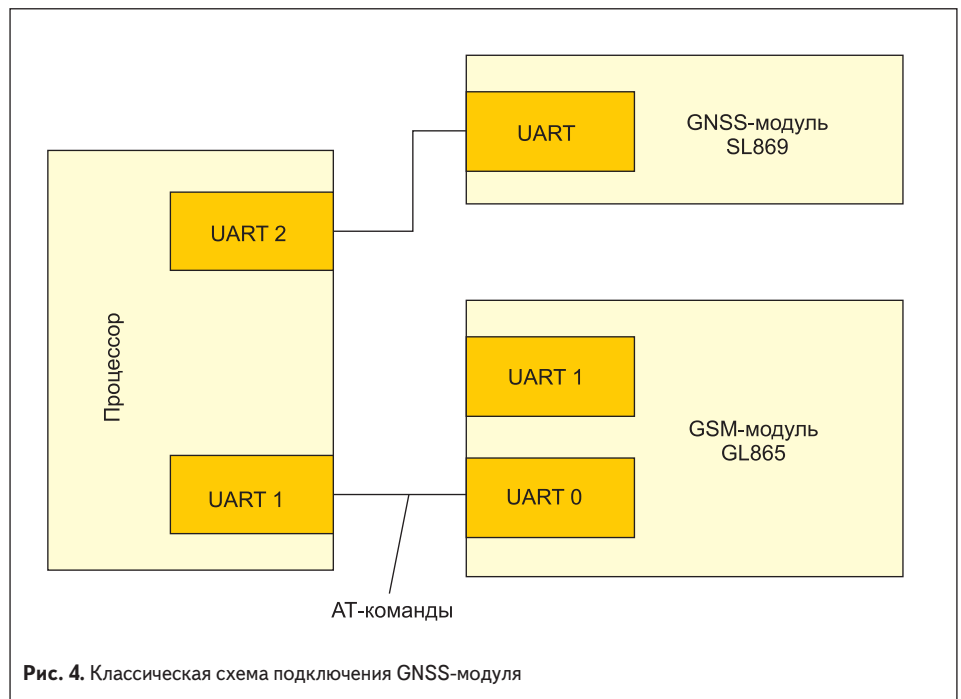 UART
GNSS-модуль
SL869
UART 2
Процессор
UART 1
GSM-модуль
GL865
UART 1
UART 0
АТ-команды
Рис. 4. Классическая схема подключения GNSS-модуля